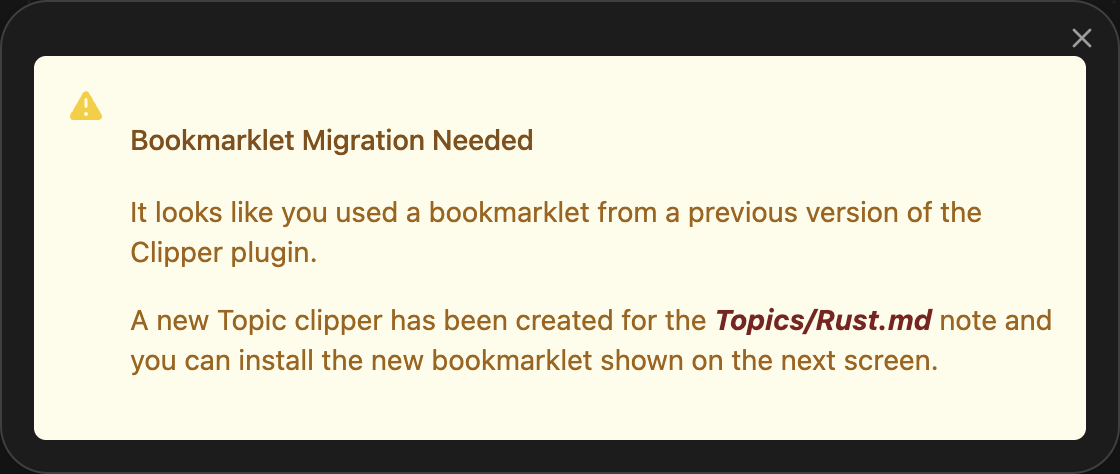 Bookmarklet Migration Needed
It looks like you used a bookmarklet from a previous version of the
Clipper plugin.
A new Topic clipper has been created for the Topics/Rust.md note and
you can install the new bookmarklet shown on the next screen.